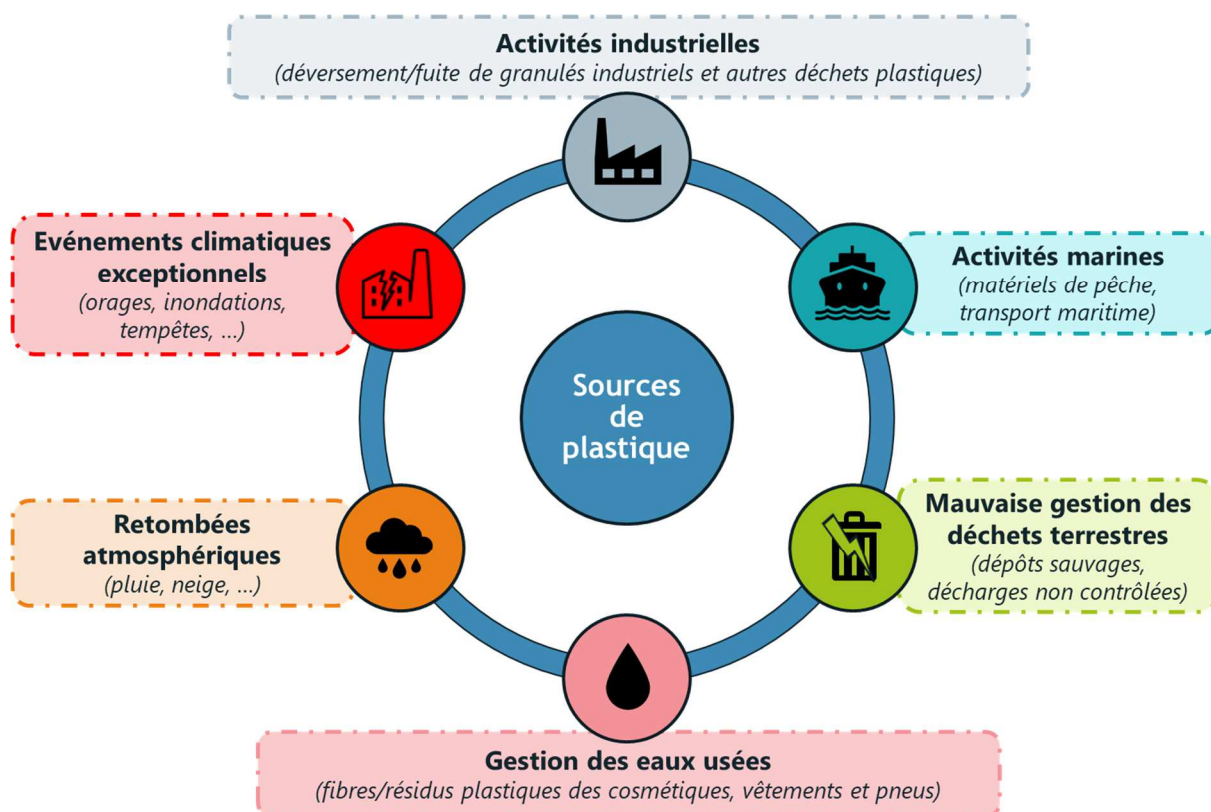 Activités industrielles
(déversement/fuite de granulés industriels et autres déchets plastiques)
Evénements climatiques
exceptionnels
(orages, inondations,
tempêtes, ...)
Activités marines
(matériels de pêche,
transport maritime)
Sources
de
plastique
Retombées
atmosphériques
(pluie, neige, ...)
Mauvaise gestion des
déchets terrestres
(dépôts sauvages,
décharges non contrôlées)
Gestion des eaux usées
(fibres/résidus plastiques des cosmétiques, vêtements et pneus)